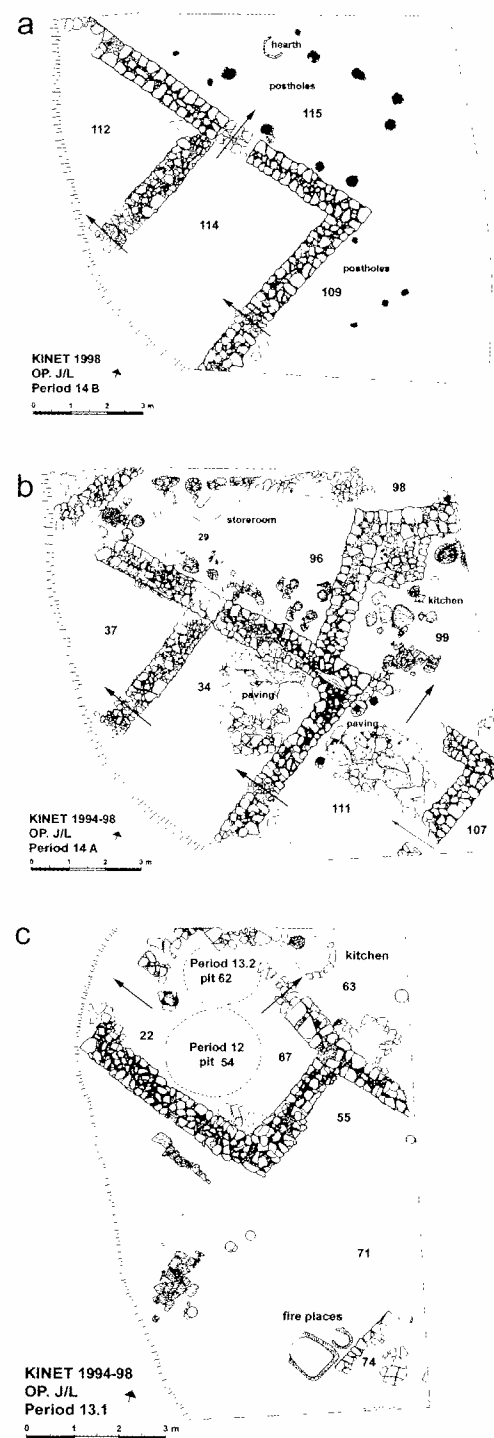 a
hearth
postholes
115
112
114
postholes
109
KINET 1998
OP. J/L
Period 14 B
0 1 2 3 m
b
98
storeroom
29
96
kitchen
37
99
34
paving
paving
111
107
KINET 1994-98
OP. J/L
Period 14 A
0 1 2 3 m
c
kitchen
Period 13.2
pit 62
63
22
Period 12
pit 54
67
55
71
fire places
74
KINET 1994-98
OP. J/L
Period 13.1
0 1 2 3 m